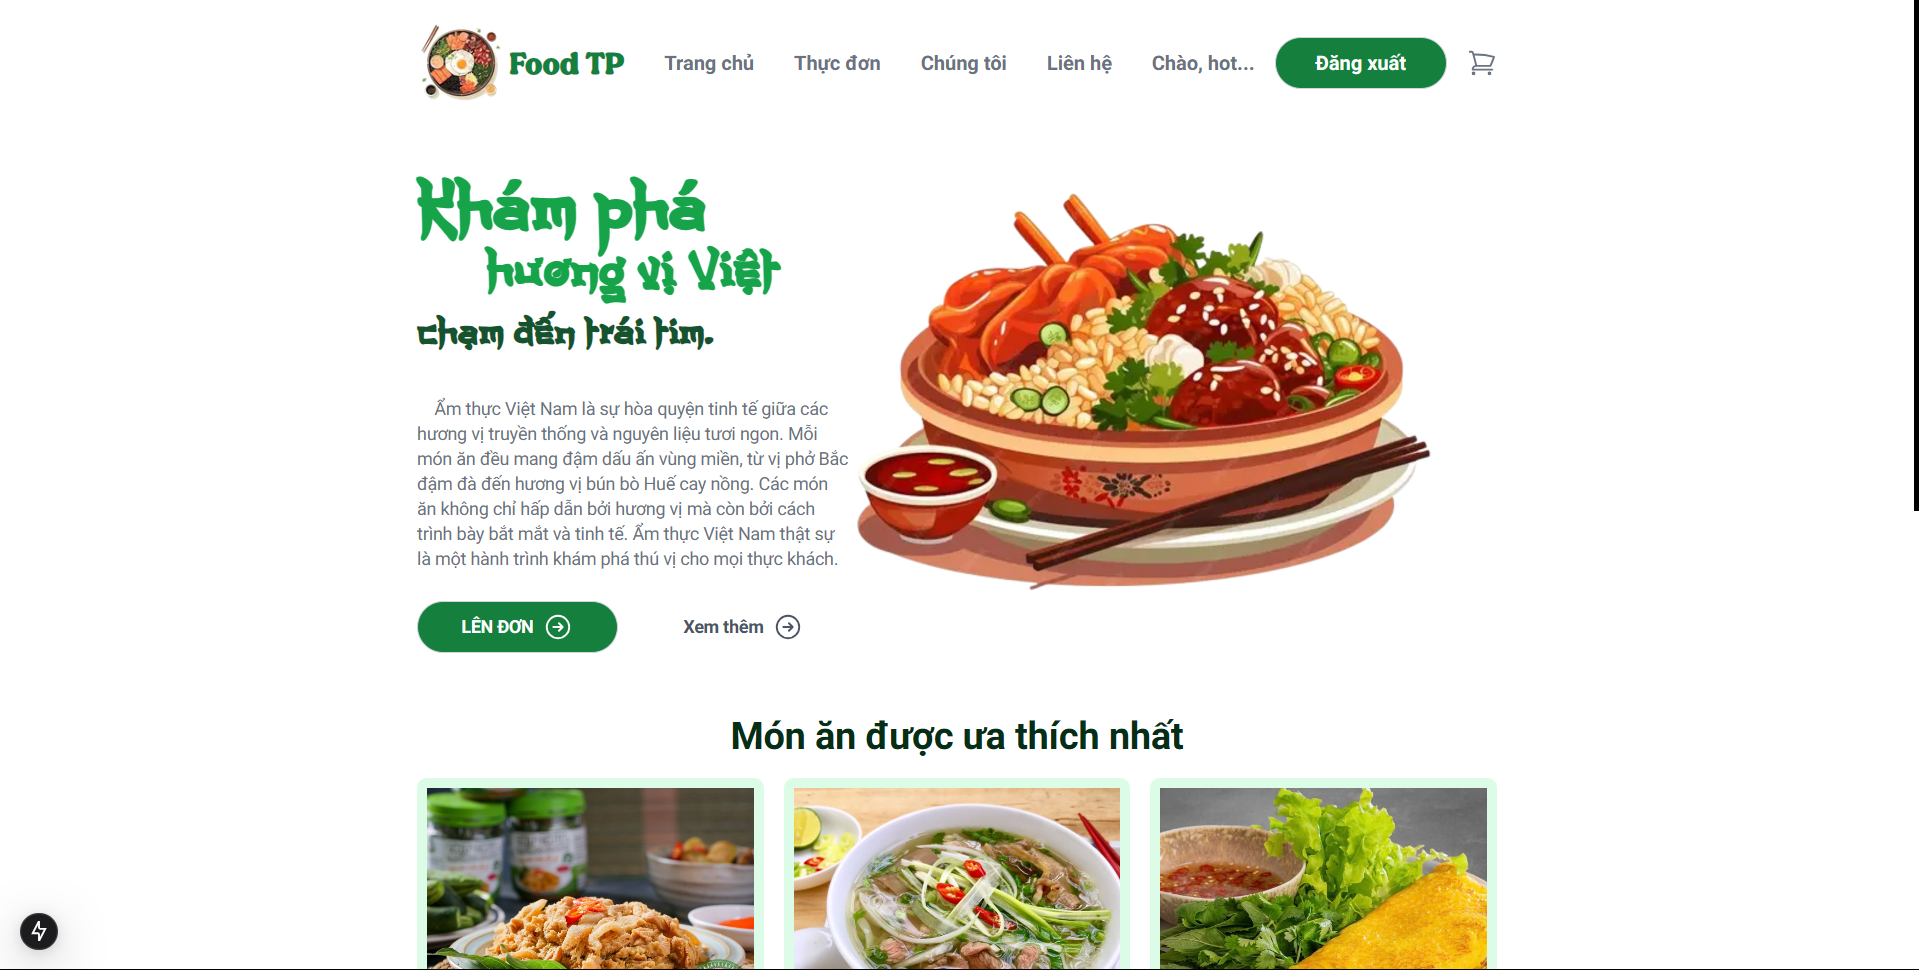 Food TP
Trang chủ
Thực đơn
Chúng tôi
Liên hệ
Chào, hot...
Đăng xuất
Khám phá
hương vị Việt
chạm đến trái tim.
Ẩm thực Việt Nam là sự hòa quyện tinh tế giữa các
hương vị truyền thống và nguyên liệu tươi ngon. Mỗi
món ăn đều mang đậm dấu ấn vùng miền, từ vị phở Bắc
đậm đà đến hương vị bún bò Huế cay nồng. Các món
ăn không chỉ hấp dẫn bởi hương vị mà còn bởi cách
trình bày bắt mắt và tinh tế. Ẩm thực Việt Nam thật sự
là một hành trình khám phá thú vị cho mọi thực khách.
LÊN ĐƠN
Xem thêm
Món ăn được ưa thích nhất